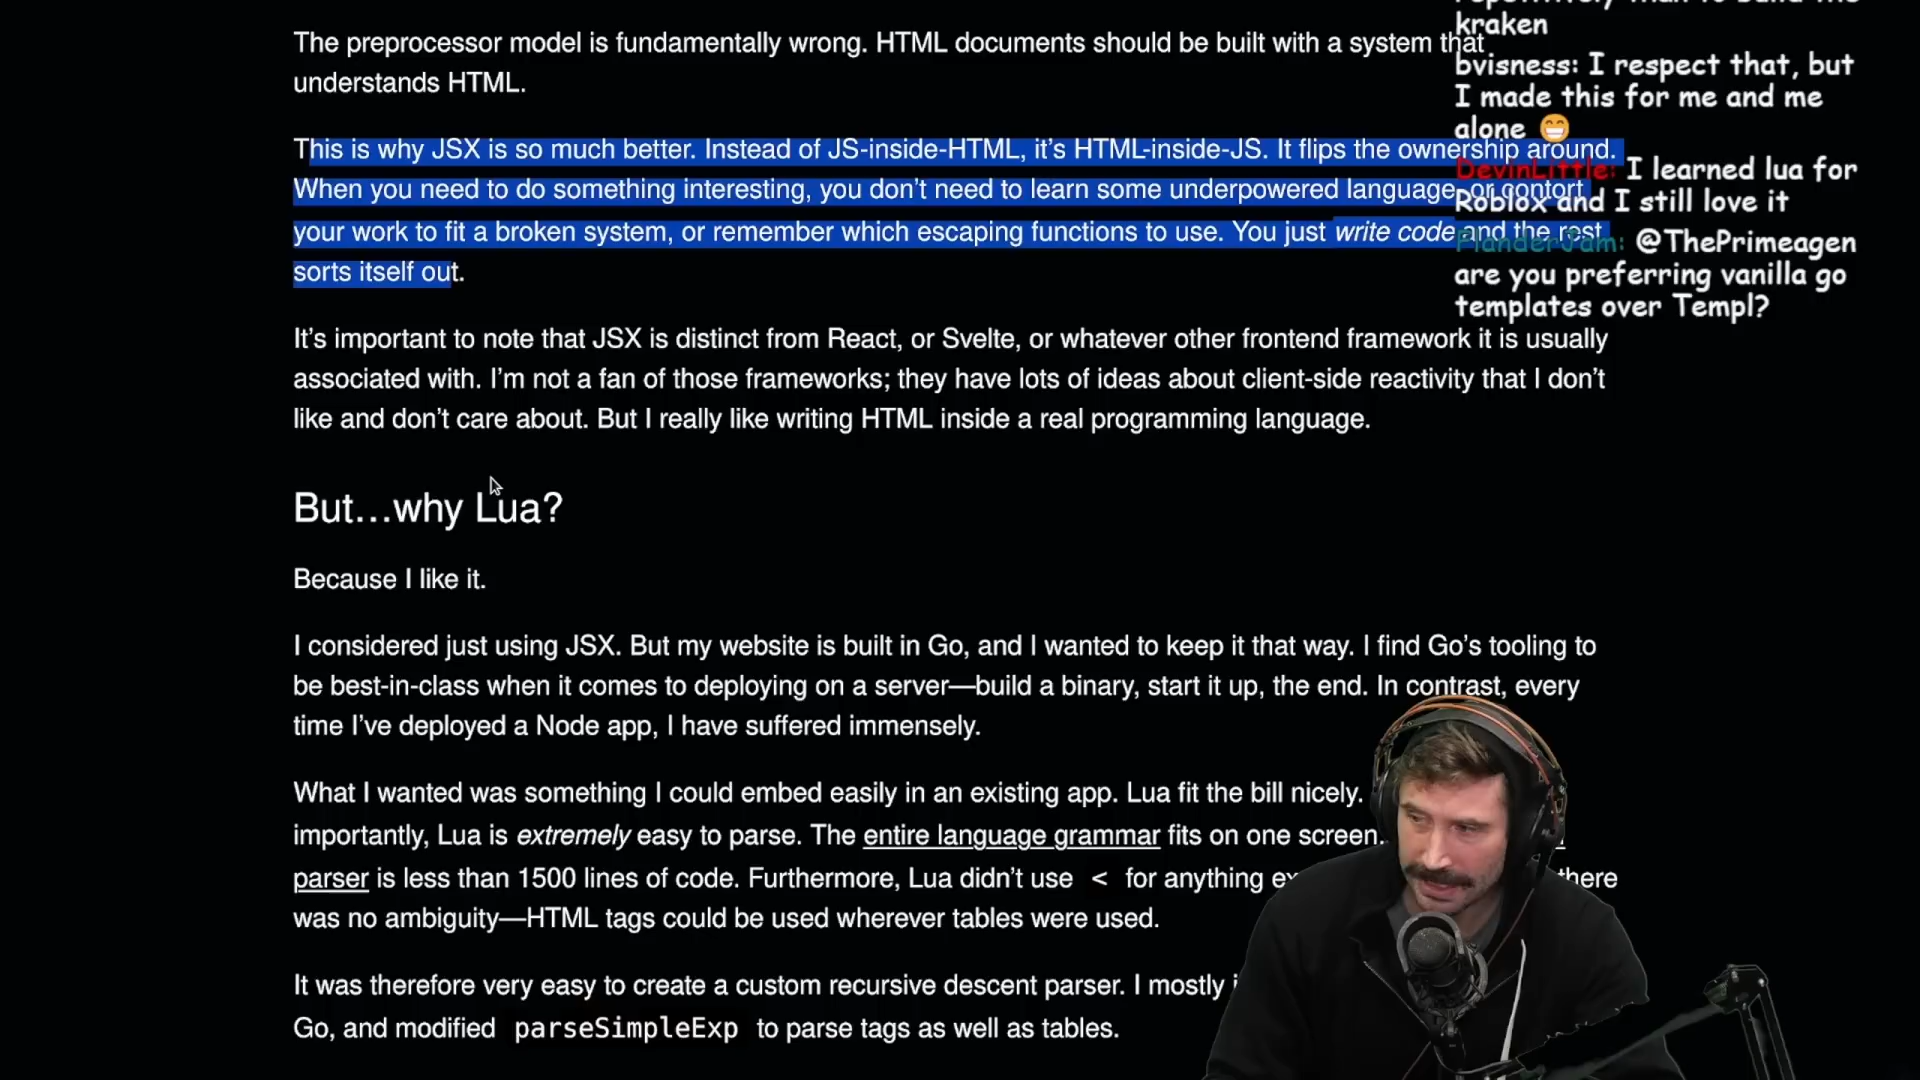 The preprocessor model is fundamentally wrong. HTML documents should be built with a system that
understands HTML.
This is why JSX is so much better. Instead of JS-inside-HTML, it’s HTML-inside-JS. It flips the ownership around.
When you need to do something interesting, you don’t need to learn some underpowered language, or contort
your work to fit a broken system, or remember which escaping functions to use. You just write code and the rest
sorts itself out.
It’s important to note that JSX is distinct from React, or Svelte, or whatever other frontend framework it is usually
associated with. I’m not a fan of those frameworks; they have lots of ideas about client-side reactivity that I don’t
like and don’t care about. But I really like writing HTML inside a real programming language.
But…why Lua?
Because I like it.
I considered just using JSX. But my website is built in Go, and I wanted to keep it that way. I find Go’s tooling to
be best-in-class when it comes to deploying on a server—build a binary, start it up, the end. In contrast, every
time I’ve deployed a Node app, I have suffered immensely.
What I wanted was something I could embed easily in an existing app. Lua fit the bill nicely.
importantly, Lua is extremely easy to parse. The entire language grammar fits on one screen.
parser is less than 1500 lines of code. Furthermore, Lua didn’t use < for anything there
was no ambiguity—HTML tags could be used wherever tables were used.
It was therefore very easy to create a custom recursive descent parser. I mostly
Go, and modified parseSimpleExp to parse tags as well as tables.
kraken
bvisness: I respect that, but
I made this for me and me
alone 😁
DevinLittle: I learned lua for
Roblox and I still love it
FlanderJam: @ThePrimeagen
are you preferring vanilla go
templates over Templ?